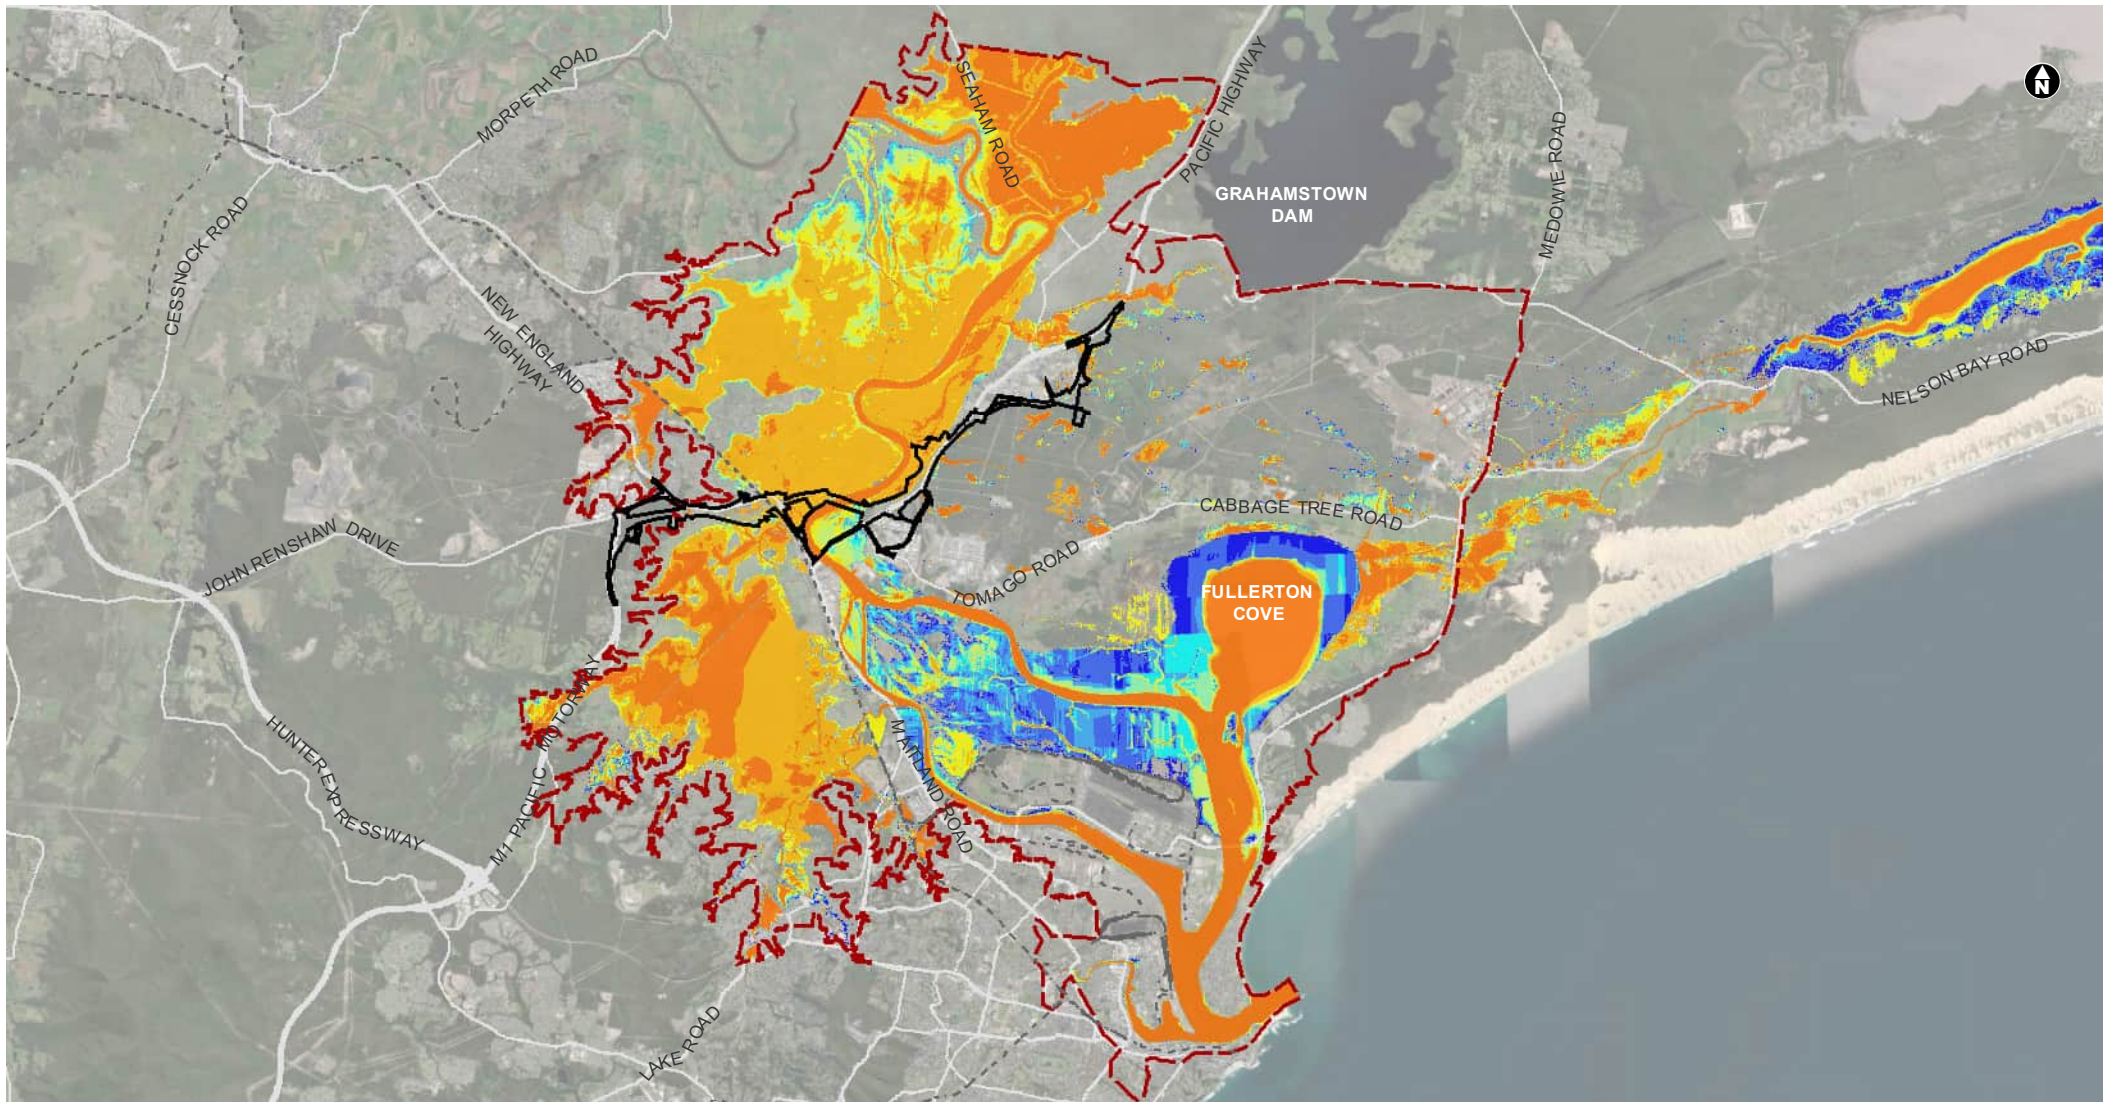 N
MORPETH ROAD
SEAHAM ROAD
PACIFIC HIGHWAY
MEDOWIE ROAD
GRAHAMSTOWN
DAM
CESSNOCK ROAD
NEW ENGLAND
HIGHWAY
NELSON BAY ROAD
CABBAGE TREE ROAD
JOHN RENSHAW DRIVE
TOMAGO ROAD
FULLERTON
COVE
HUNTER EXPRESSWAY
M1 PACIFIC MOTORWAY
MAITLAND ROAD
LAKE ROAD